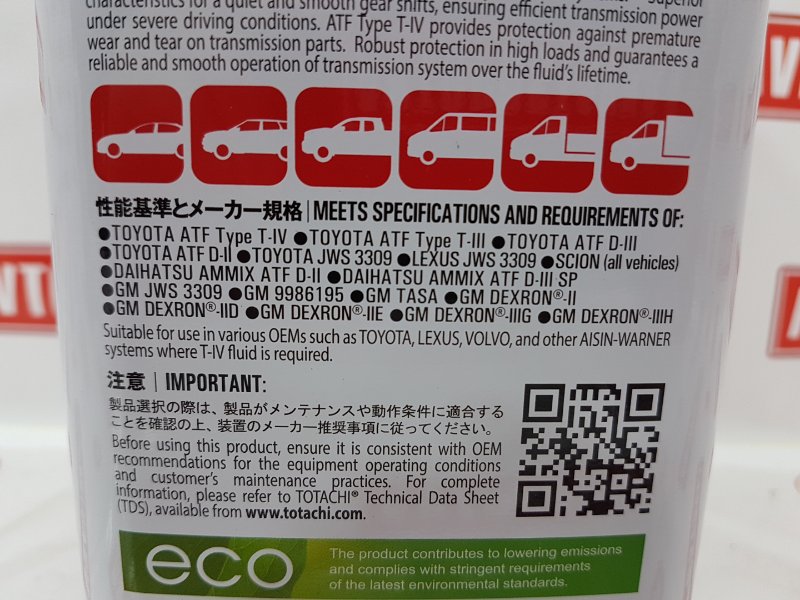 characteristics for a quiet and smooth gear shifts, ensuring efficient transmission power
under severe driving conditions. ATF Type T-IV provides protection against premature
wear and tear on transmission parts. Robust protection in high loads and guarantees a
reliable and smooth operation of transmission system over the fluid's lifetime.
性能基準とメーカー規格 | MEETS SPECIFICATIONS AND REQUIREMENTS OF:
●TOYOTA ATF Type T-IV ●TOYOTA ATF Type T-III ●TOYOTA ATF D-III
●TOYOTA ATF D-II ●TOYOTA JWS 3309 ●LEXUS JWS 3309 ●SCION (all vehicles)
●DAIHATSU AMMIX ATF D-II ●DAIHATSU AMMIX ATF D-III SP
●GM JWS 3309 ●GM 9986195 ●GM TASA ●GM DEXRON®-II
●GM DEXRON®-IID ●GM DEXRON®-IIE ●GM DEXRON®-IIIG ●GM DEXRON®-IIIH
Suitable for use in various OEMs such as TOYOTA, LEXUS, VOLVO, and other AISIN-WARNER
systems where T-IV fluid is required.
注意 | IMPORTANT:
製品選択の際は、製品がメンテナンスや動作条件に適合する
ことを確認の上、装置のメーカー推奨事項に従ってください。
Before using this product, ensure it is consistent with OEM
recommendations for the equipment operating conditions
and customer's maintenance practices. For complete
information, please refer to TOTACHI® Technical Data Sheet
(TDS), available from www.totachi.com.
eco
The product contributes to lowering emissions
and complies with stringent requirements
of the latest environmental standards.